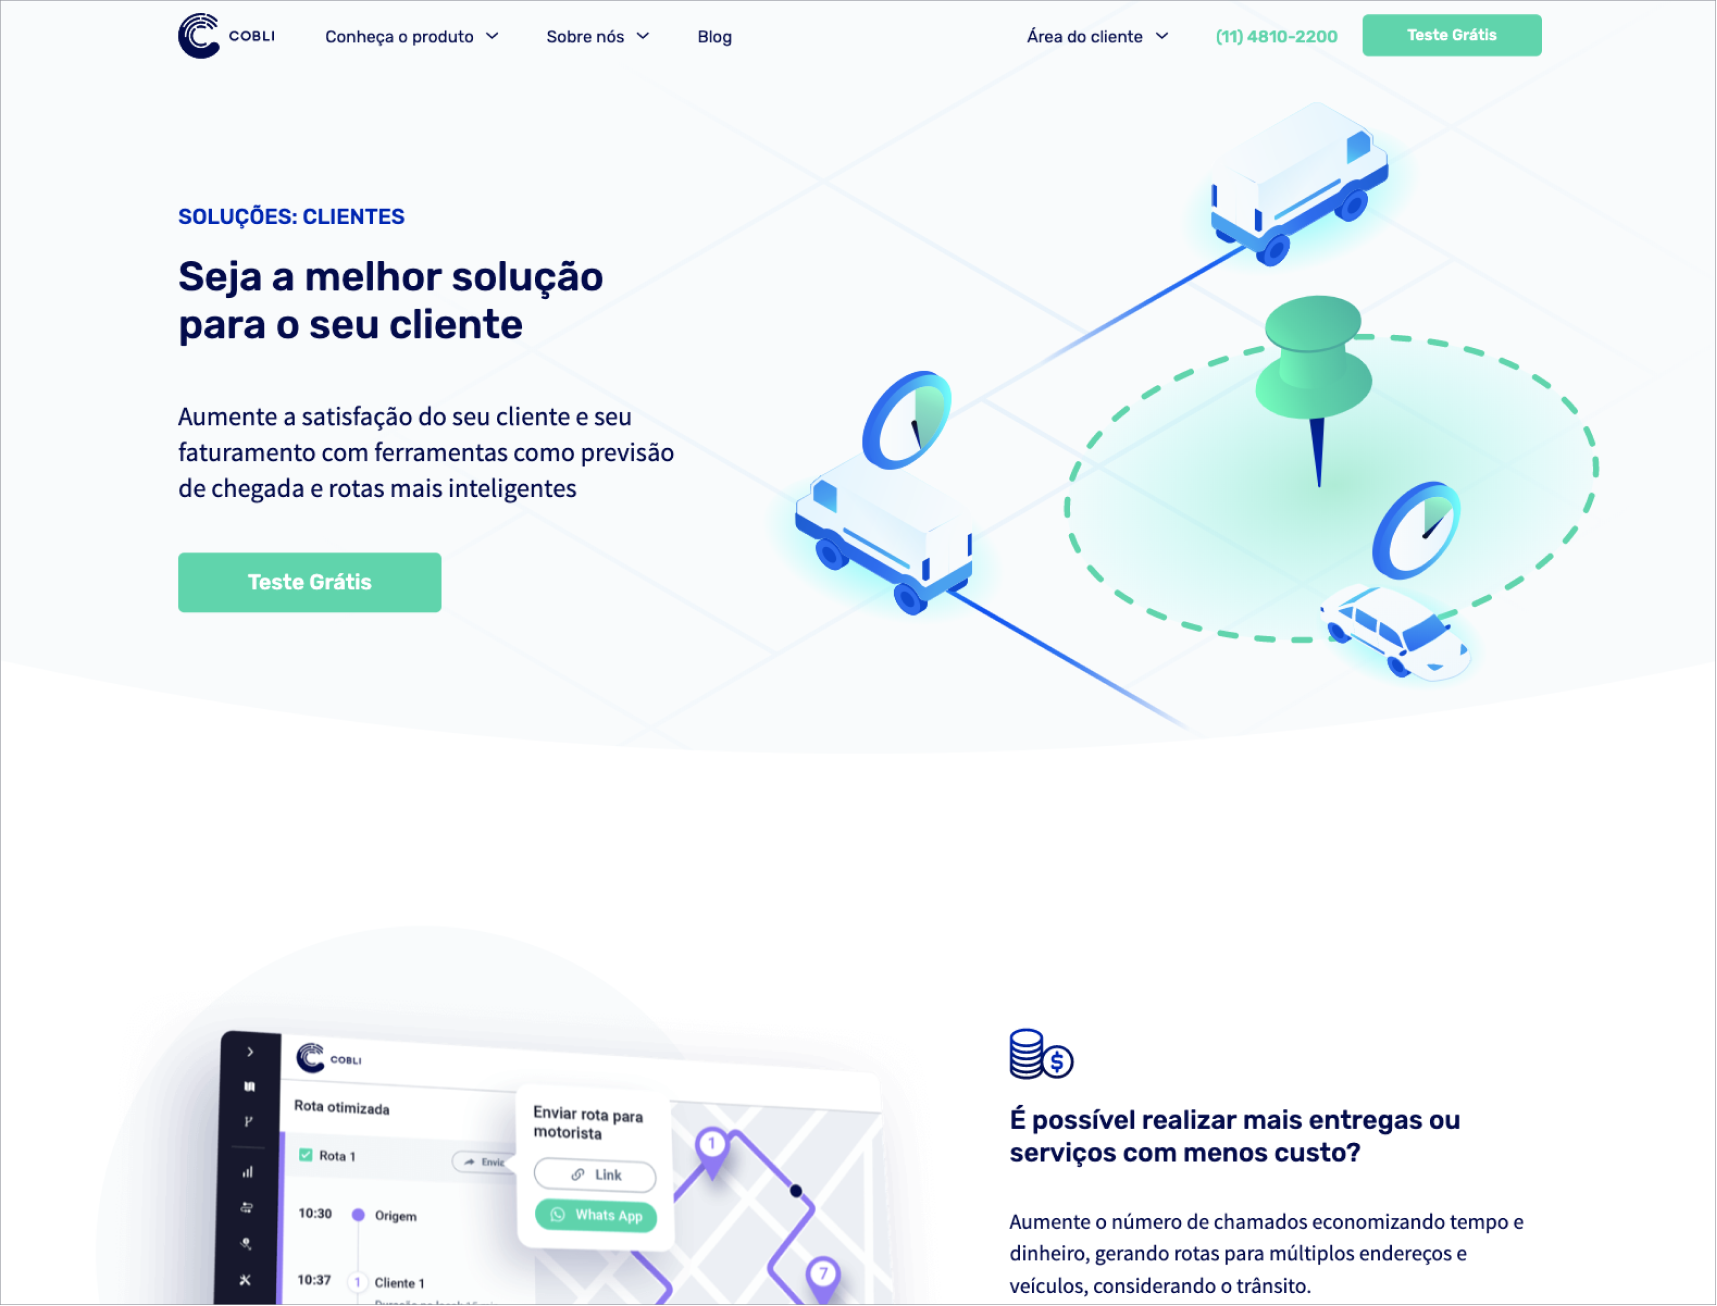 COBLI
Conheça o produto
Sobre nós
Blog
Área do cliente
(11) 4810-2200
Teste Grátis
SOLUÇÕES: CLIENTES
Seja a melhor solução
para o seu cliente
Aumente a satisfação do seu cliente e seu
faturamento com ferramentas como previsão
de chegada e rotas mais inteligentes
Teste Grátis
COBLI
Rota otimizada
Rota 1
Enviar rota para
motorista
Link
Whats App
10:30
Origem
10:37
1
Cliente 1
1
7
$
É possível realizar mais entregas ou
serviços com menos custo?
Aumente o número de chamados economizando tempo e
dinheiro, gerando rotas para múltiplos endereços e
veículos, considerando o trânsito.